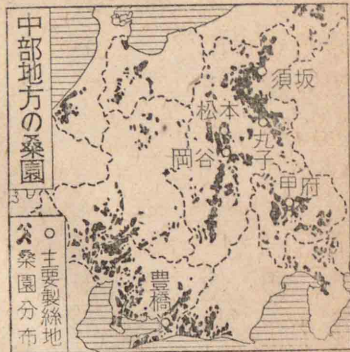 中部地方の桑園
須坂
松本
丸子
岡谷
甲府
豊橋
主要製絲地
桑園分布